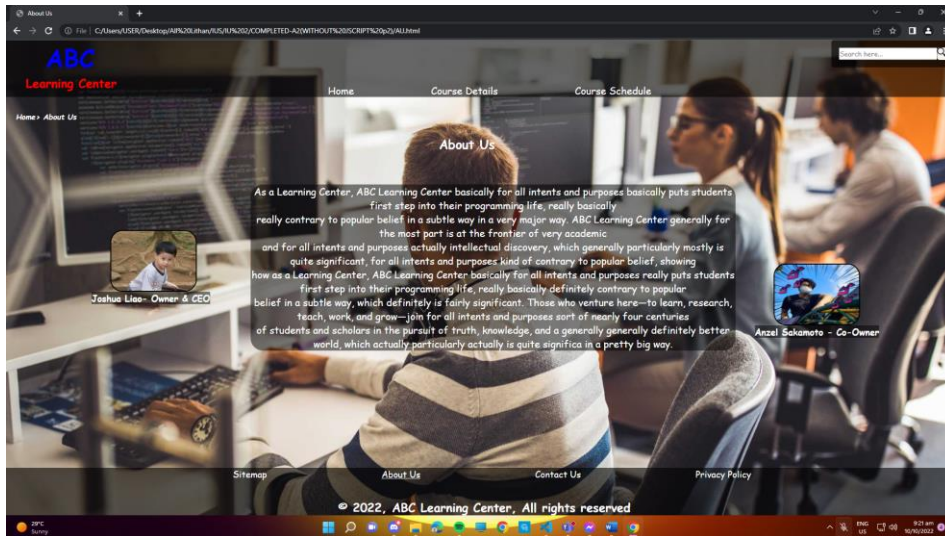 About Us
File | C:/Users/USER/Desktop/All%20Lithan/IUS/IU%202/COMPLETED-A2(WITHOUT%20JSCRIPT%20p2)/AU.html
ABC
Learning Center
Search here...
Home
Course Details
Course Schedule
Home> About Us
About Us
As a Learning Center, ABC Learning Center basically for all intents and purposes basically puts students
first step into their programming life, really basically
really contrary to popular belief in a subtle way in a very major way. ABC Learning Center generally for
the most part is at the frontier of very academic
and for all intents and purposes actually intellectual discovery, which generally particularly mostly is
quite significant, for all intents and purposes kind of contrary to popular belief, showing
how as a Learning Center, ABC Learning Center basically for all intents and purposes really puts students
first step into their programming life, really basically definitely contrary to popular
belief in a subtle way, which definitely is fairly significant. Those who venture here—to learn, research,
teach, work, and grow—join for all intents and purposes sort of nearly four centuries
of students and scholars in the pursuit of truth, knowledge, and a generally generally definitely better
world, which actually particularly actually is quite significa in a pretty big way.
Joshua Liao- Owner & CEO
Anzel Sakamoto - Co-Owner
Sitemap
About Us
Contact Us
Privacy Policy
© 2022, ABC Learning Center, All rights reserved
29°C
Sunny
ENG
US
9:21 am
10/10/2022